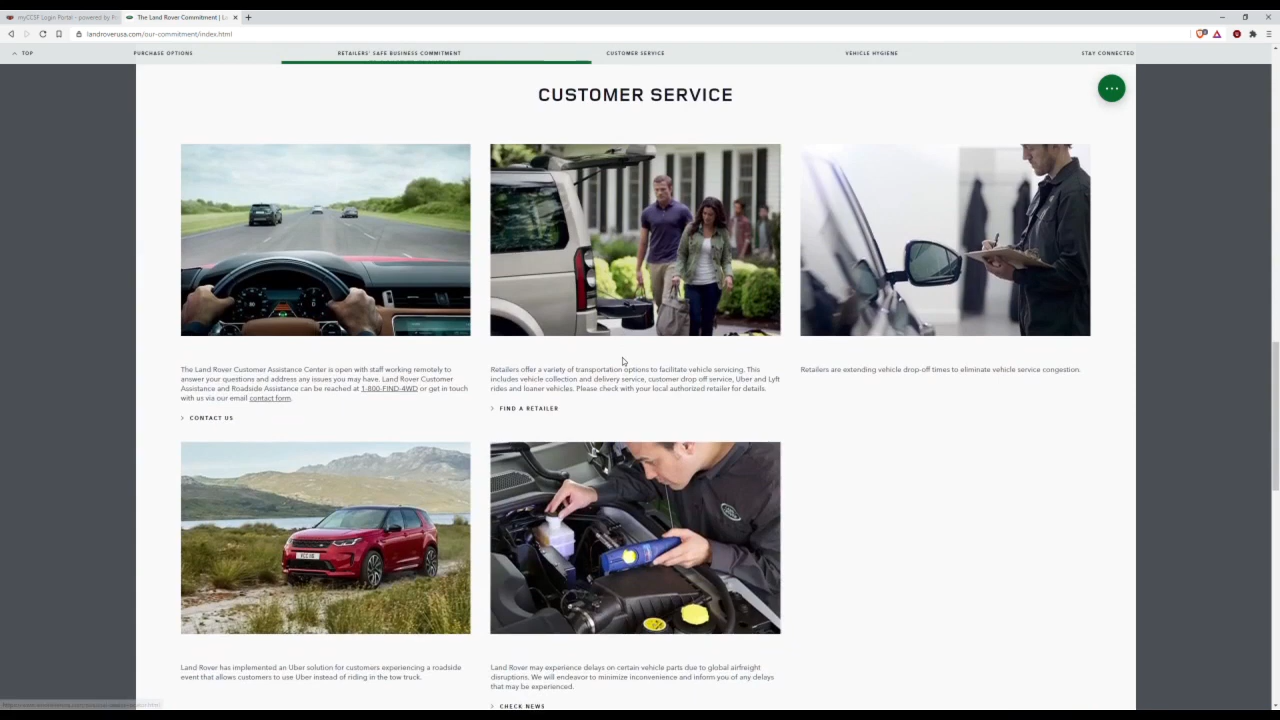 myCCSF Login Portal - powered by
The Land Rover Commitment |
landroverusa.com/our-commitment/index.html
TOP
PURCHASE OPTIONS
RETAILERS' SAFE BUSINESS COMMITMENT
CUSTOMER SERVICE
VEHICLE HYGIENE
STAY CONNECTED
CUSTOMER SERVICE
The Land Rover Customer Assistance Center is open with staff working remotely to
answer your questions and address any issues you may have. Land Rover Customer
Assistance and Roadside Assistance can be reached at 1-800-FIND-4WD or get in touch
with us via our email contact form.
> CONTACT US
Retailers offer a variety of transportation options to facilitate vehicle servicing. This
includes vehicle collection and delivery service, customer drop off service, Uber and Lyft
rides and loaner vehicles. Please check with your local authorized retailer for details.
> FIND A RETAILER
Retailers are extending vehicle drop-off times to eliminate vehicle service congestion.
Land Rover has implemented an Uber solution for customers experiencing a roadside
event that allows customers to use Uber instead of riding in the tow truck.
Land Rover may experience delays on certain vehicle parts due to global airfreight
disruptions. We will endeavor to minimize inconvenience and inform you of any delays
that may be experienced.
> CHECK NEWS